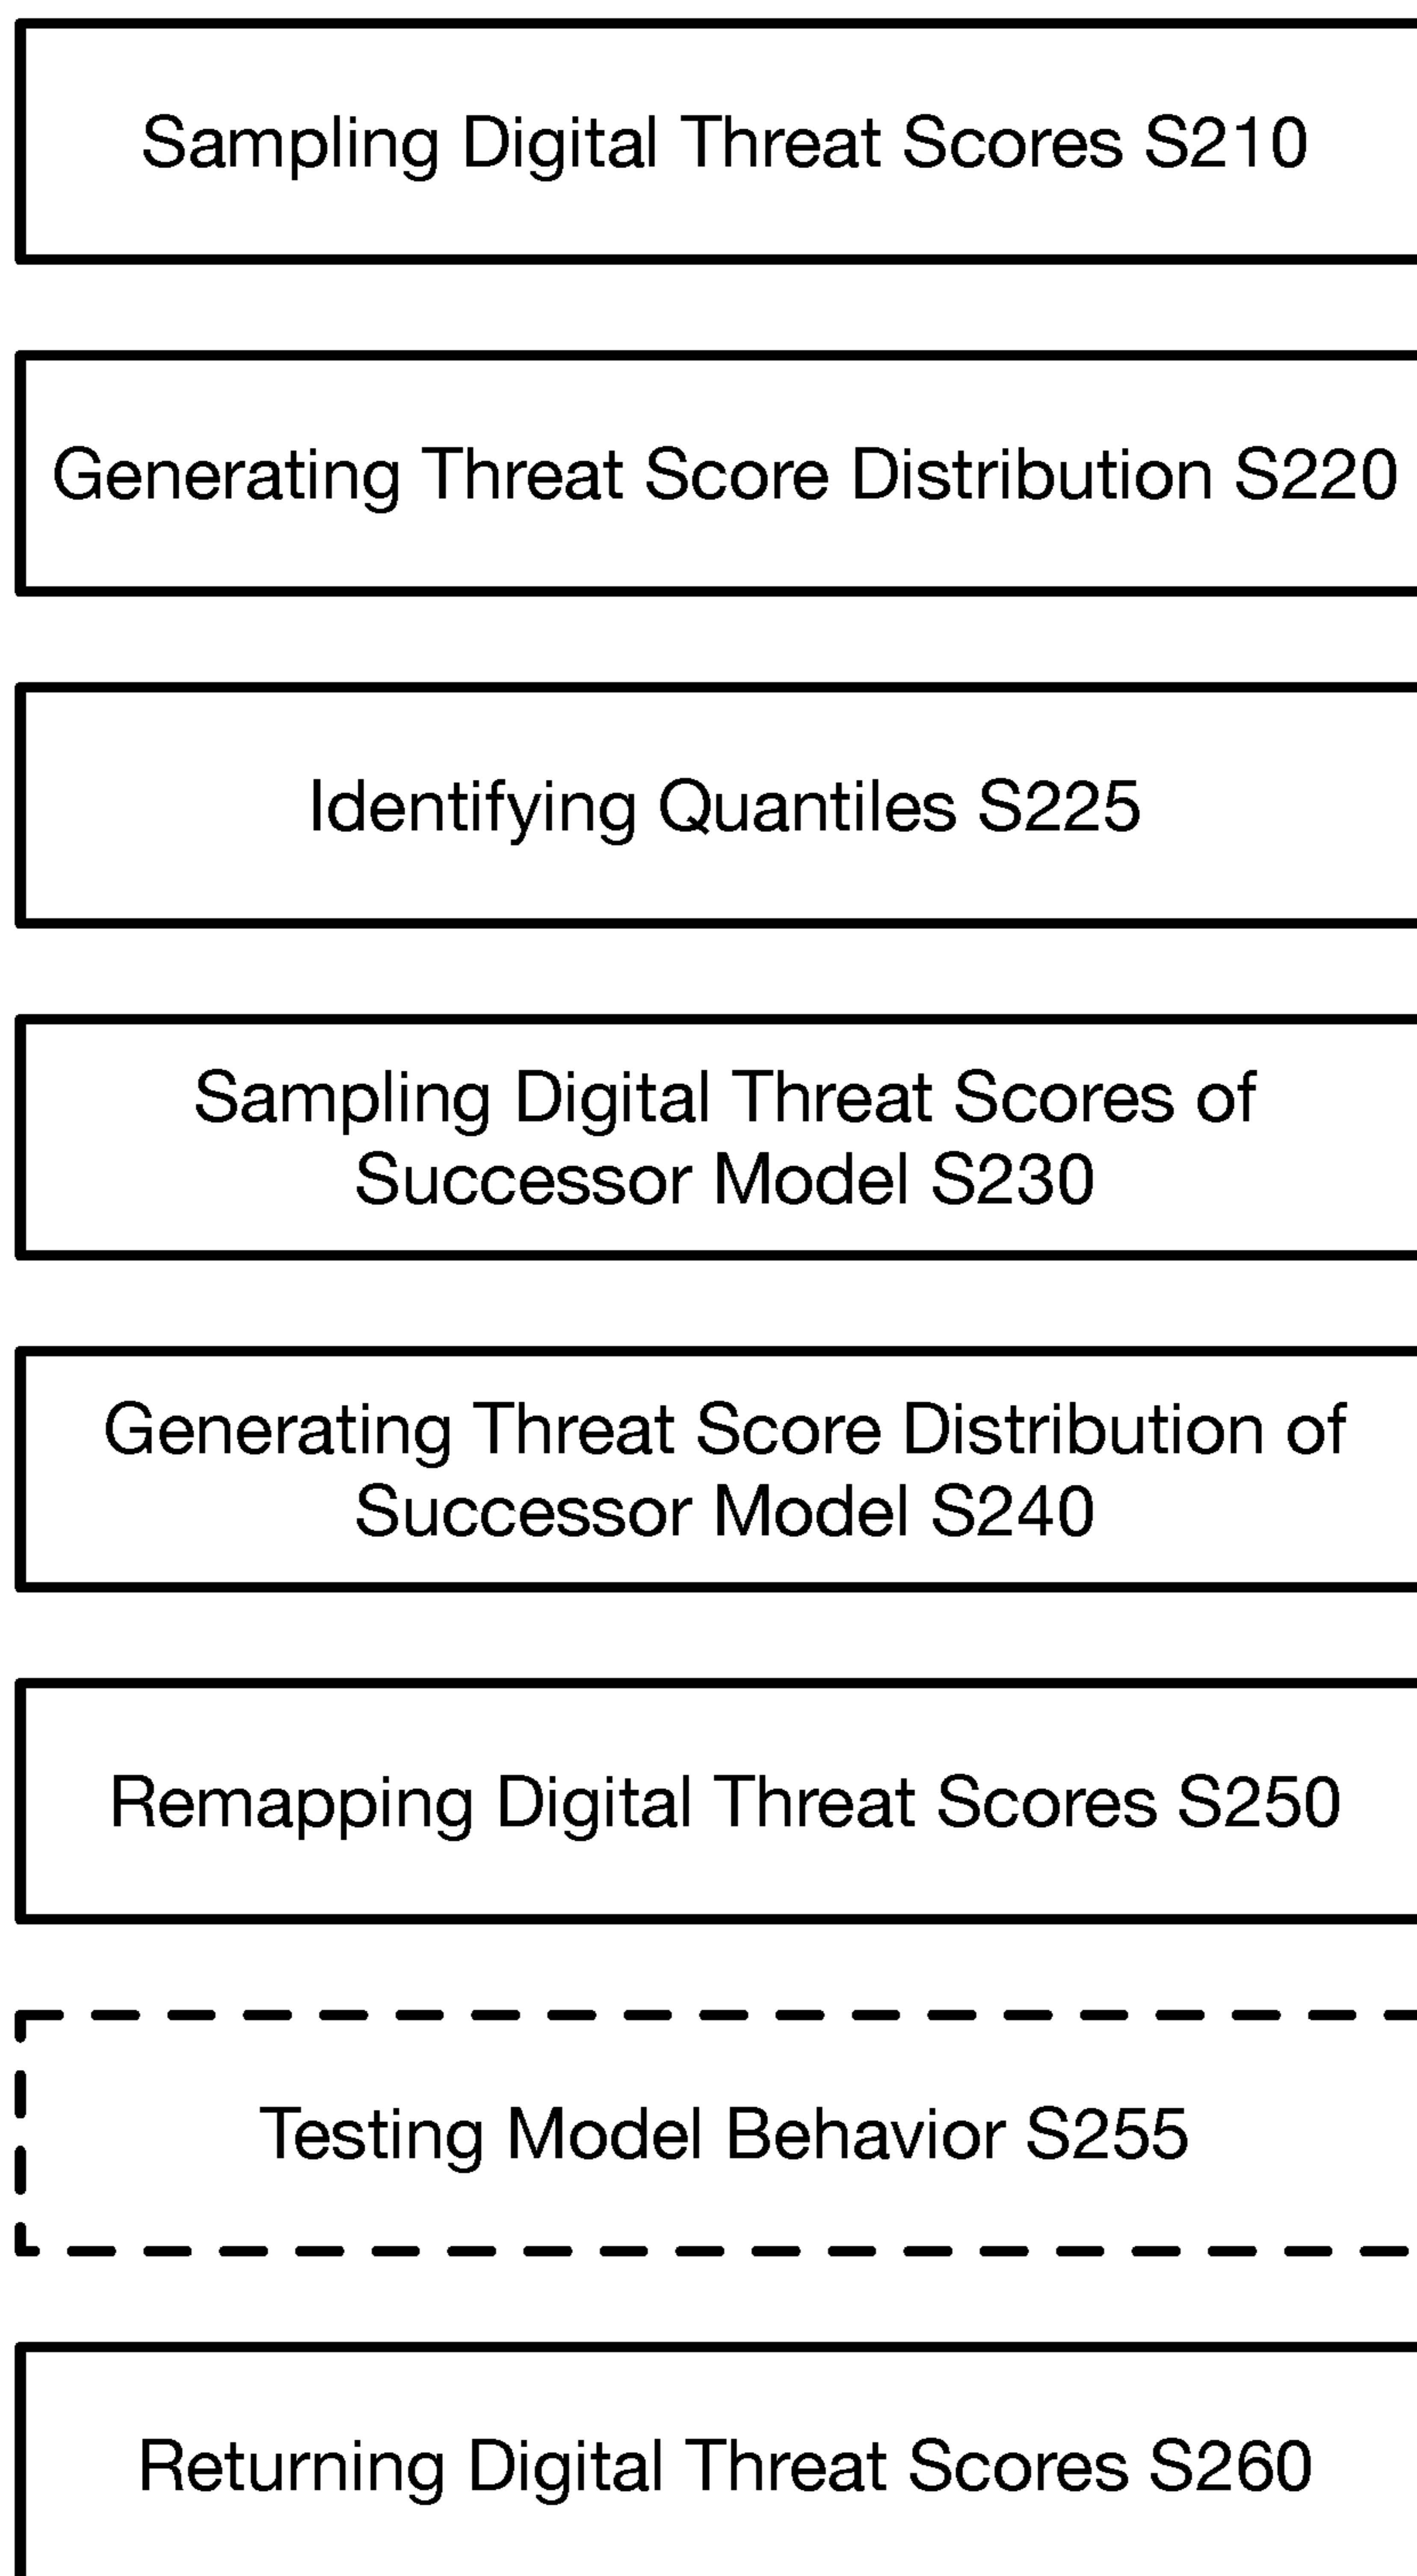 Sampling Digital Threat Scores S210
Generating Threat Score Distribution S220
Identifying Quantiles S225
Sampling Digital Threat Scores of
Successor Model S230
Generating Threat Score Distribution of
Successor Model S240
Remapping Digital Threat Scores S250
Testing Model Behavior S255
Returning Digital Threat Scores S260